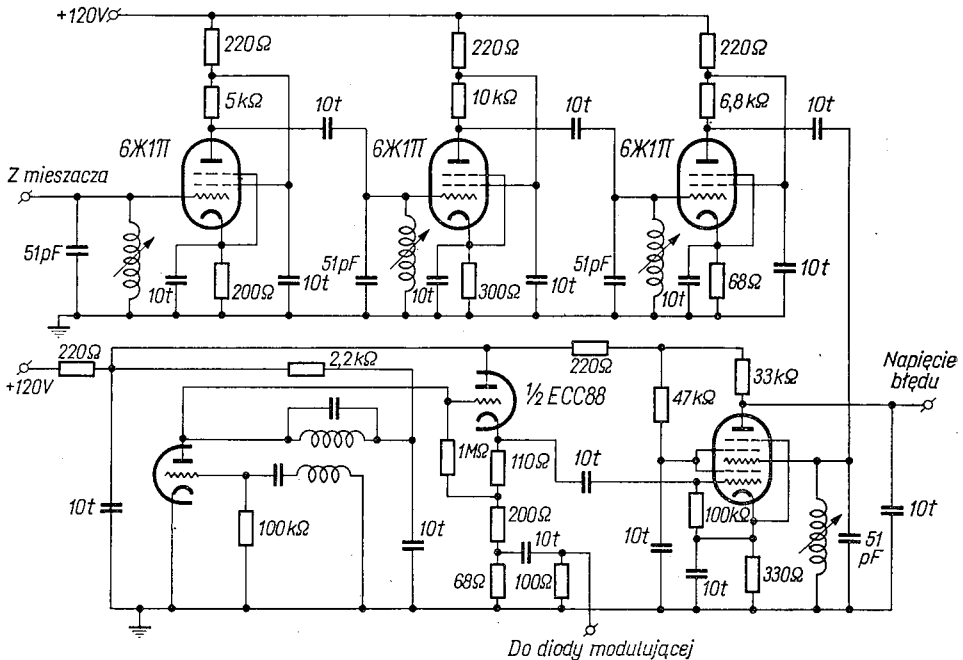 +120V
220Ω
220Ω
220Ω
5kΩ
10kΩ
6,8kΩ
10t
10t
10t
6Ж1П
6Ж1П
6Ж1П
Z mieszacza
51pF
10t
200Ω
10t
51pF
10t
300Ω
10t
51pF
10t
68Ω
10t
220Ω
+120V
2,2kΩ
½ ECC88
220Ω
47kΩ
33kΩ
Napięcie
błędu
1MΩ
110Ω
10t
100kΩ
10t
100kΩ
10t
200Ω
10t
68Ω
100Ω
10t
10t
330Ω
51
pF
10t
Do diody modulującej